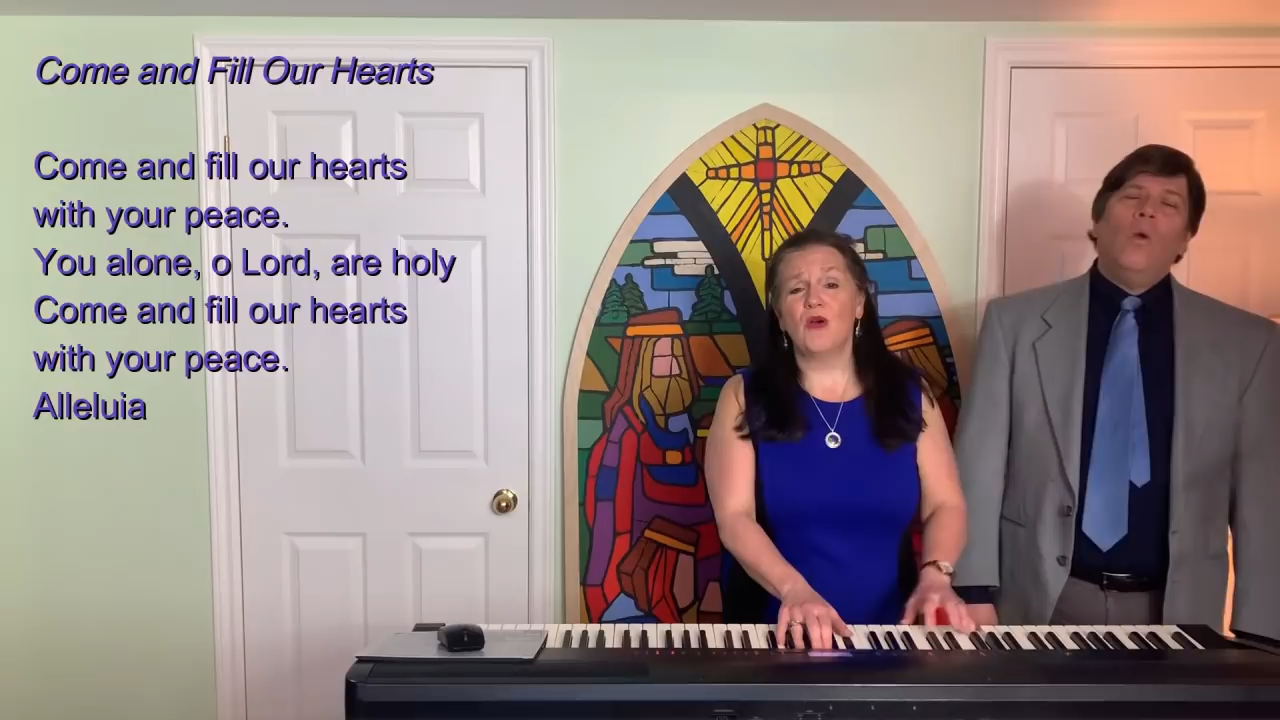 Come and Fill Our Hearts
Come and fill our hearts
with your peace.
You alone, o Lord, are holy
Come and fill our hearts
with your peace.
Alleluia